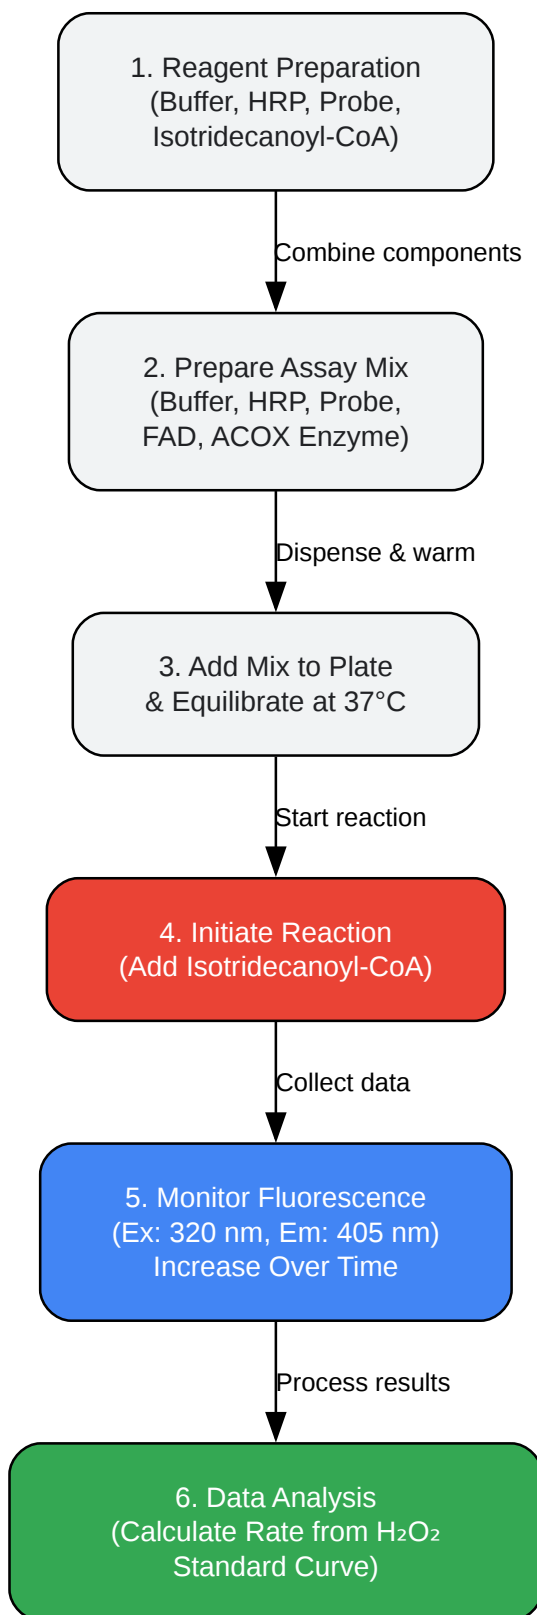 1. Reagent Preparation
(Buffer, HRP, Probe,
Isotridecanoyl-CoA)
Combine components
2. Prepare Assay Mix
(Buffer, HRP, Probe,
FAD, ACOX Enzyme)
Dispense & warm
3. Add Mix to Plate
& Equilibrate at 37°C
Start reaction
4. Initiate Reaction
(Add Isotridecanoyl-CoA)
Collect data
5. Monitor Fluorescence
(Ex: 320 nm, Em: 405 nm)
Increase Over Time
Process results
6. Data Analysis
(Calculate Rate from H₂O₂
Standard Curve)